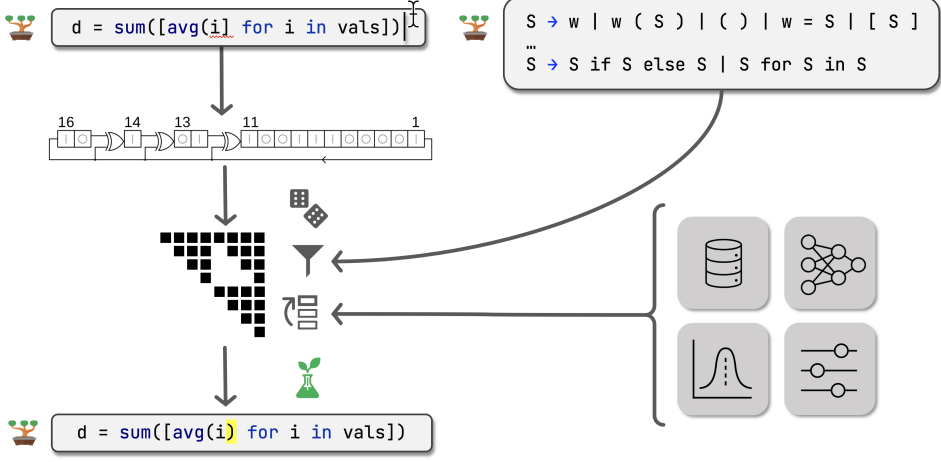 d = sum([avg(i] for i in vals])
S → w | w ( S ) | ( ) | w = S | [ S ]
…
S → S if S else S | S for S in S
16 14 13 11 1
d = sum([avg(i) for i in vals])